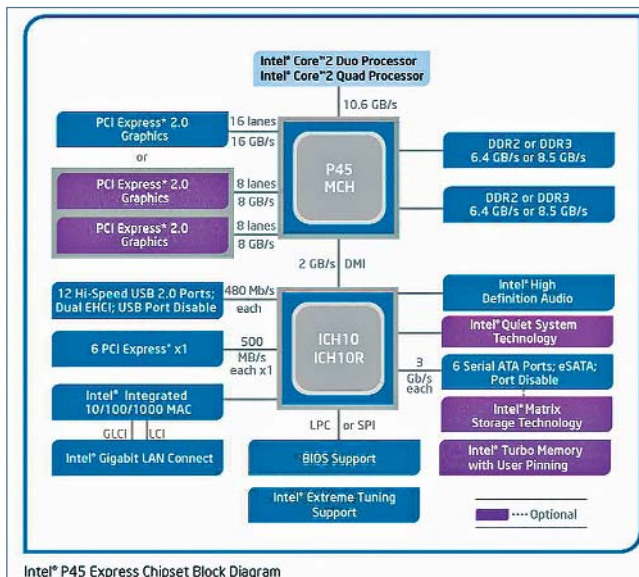 Intel® Core™2 Duo Processor
Intel® Core™2 Quad Processor
10.6 GB/s
PCI Express* 2.0
Graphics
16 lanes
16 GB/s
or
PCI Express* 2.0
Graphics
8 lanes
8 GB/s
PCI Express* 2.0
Graphics
8 lanes
8 GB/s
P45
MCH
DDR2 or DDR3
6.4 GB/s or 8.5 GB/s
DDR2 or DDR3
6.4 GB/s or 8.5 GB/s
2 GB/s DMI
12 Hi-Speed USB 2.0 Ports;
Dual EHCI; USB Port Disable
480 Mb/s
each
6 PCI Express* x1
500
MB/s
each x1
Intel® Integrated
10/100/1000 MAC
GLCI
LCI
Intel® Gigabit LAN Connect
ICH10
ICH10R
Intel® High
Definition Audio
Intel® Quiet System
Technology
3
Gb/s
each
6 Serial ATA Ports; eSATA;
Port Disable
Intel® Matrix
Storage Technology
Intel® Turbo Memory
with User Pinning
LPC or SPI
BIOS Support
Intel® Extreme Tuning
Support
Optional
Intel® P45 Express Chipset Block Diagram